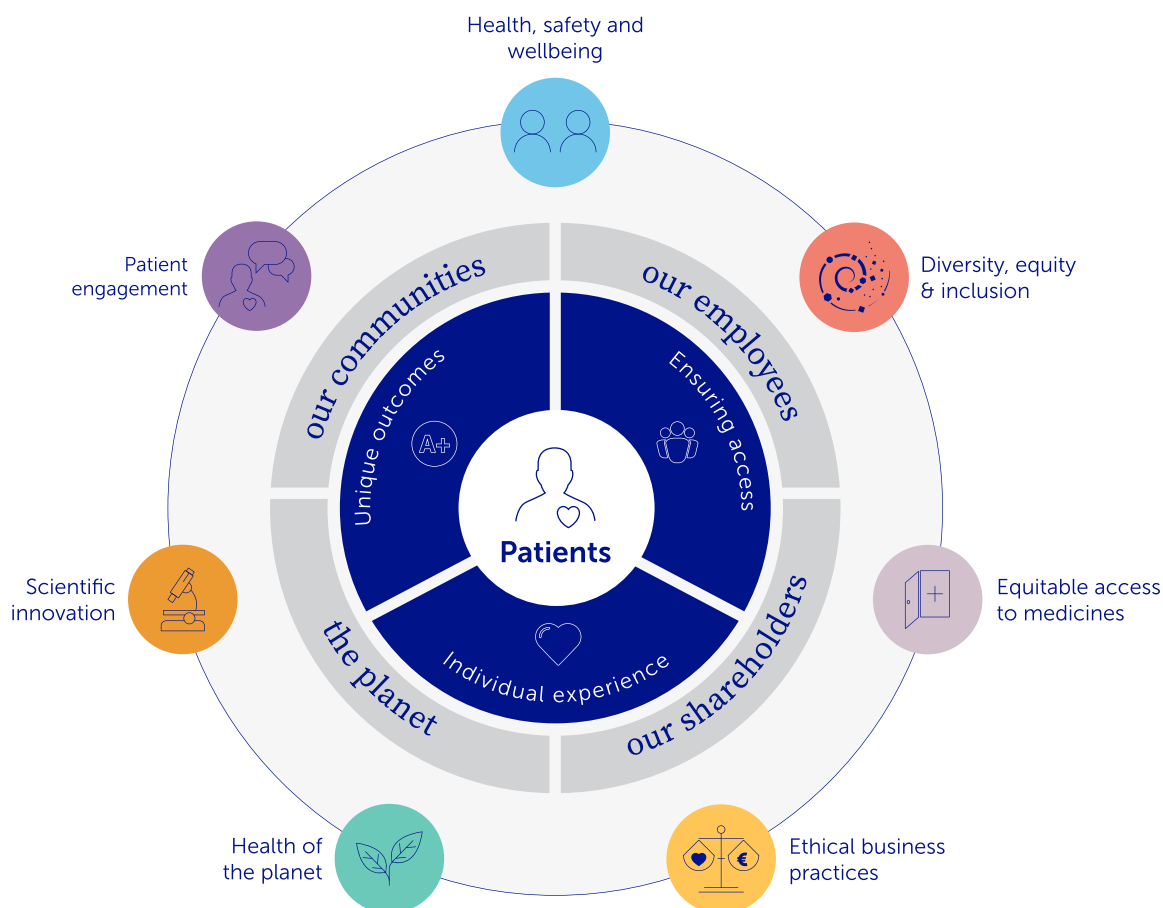 Health, safety and
wellbeing
Patient
engagement
Diversity, equity
& inclusion
our communities
our employees
Unique outcomes
A+
Ensuring access
Patients
Scientific
innovation
Equitable access
to medicines
the planet
Individual experience
our shareholders
Health of
the planet
€
Ethical business
practices